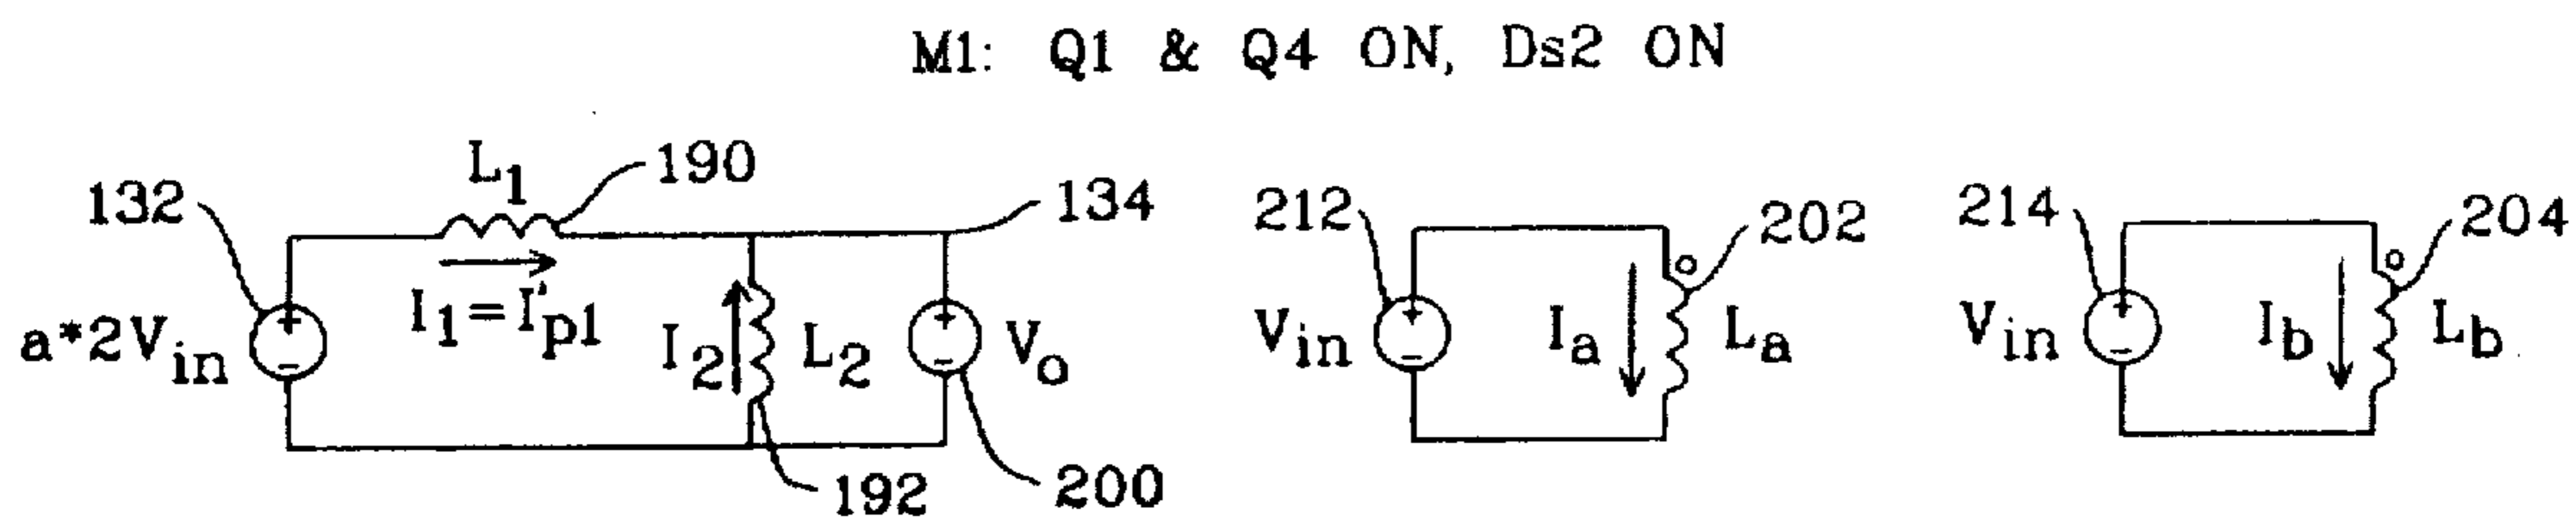 M1: Q1 & Q4 ON, Ds2 ON
132
L1
190
134
a*2Vin
I1=I'p1
I2
L2
Vo
192
200
212
202
Vin
Ia
La
214
204
Vin
Ib
Lb